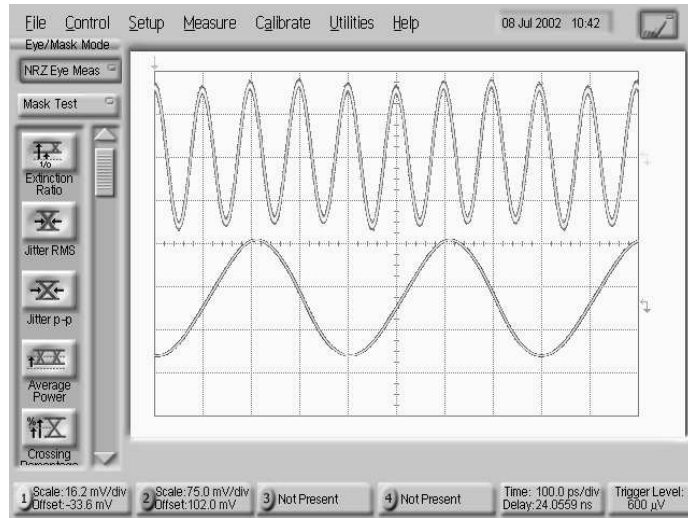 File Control Setup Measure Calibrate Utilities Help 08 Jul 2002 10:42
Eye/Mask Mode
NRZ Eye Meas
Mask Test
1/0
Extinction
Ratio
Jitter RMS
Jitter p-p
Average
Power
%
Crossing
Percentage
1 Scale:16.2 mV/div
Offset:-33.6 mV
2 Scale:75.0 mV/div
Offset:102.0 mV
3 Not Present
4 Not Present
Time: 100.0 ps/div
Delay:24.0559 ns
Trigger Level:
600 µV